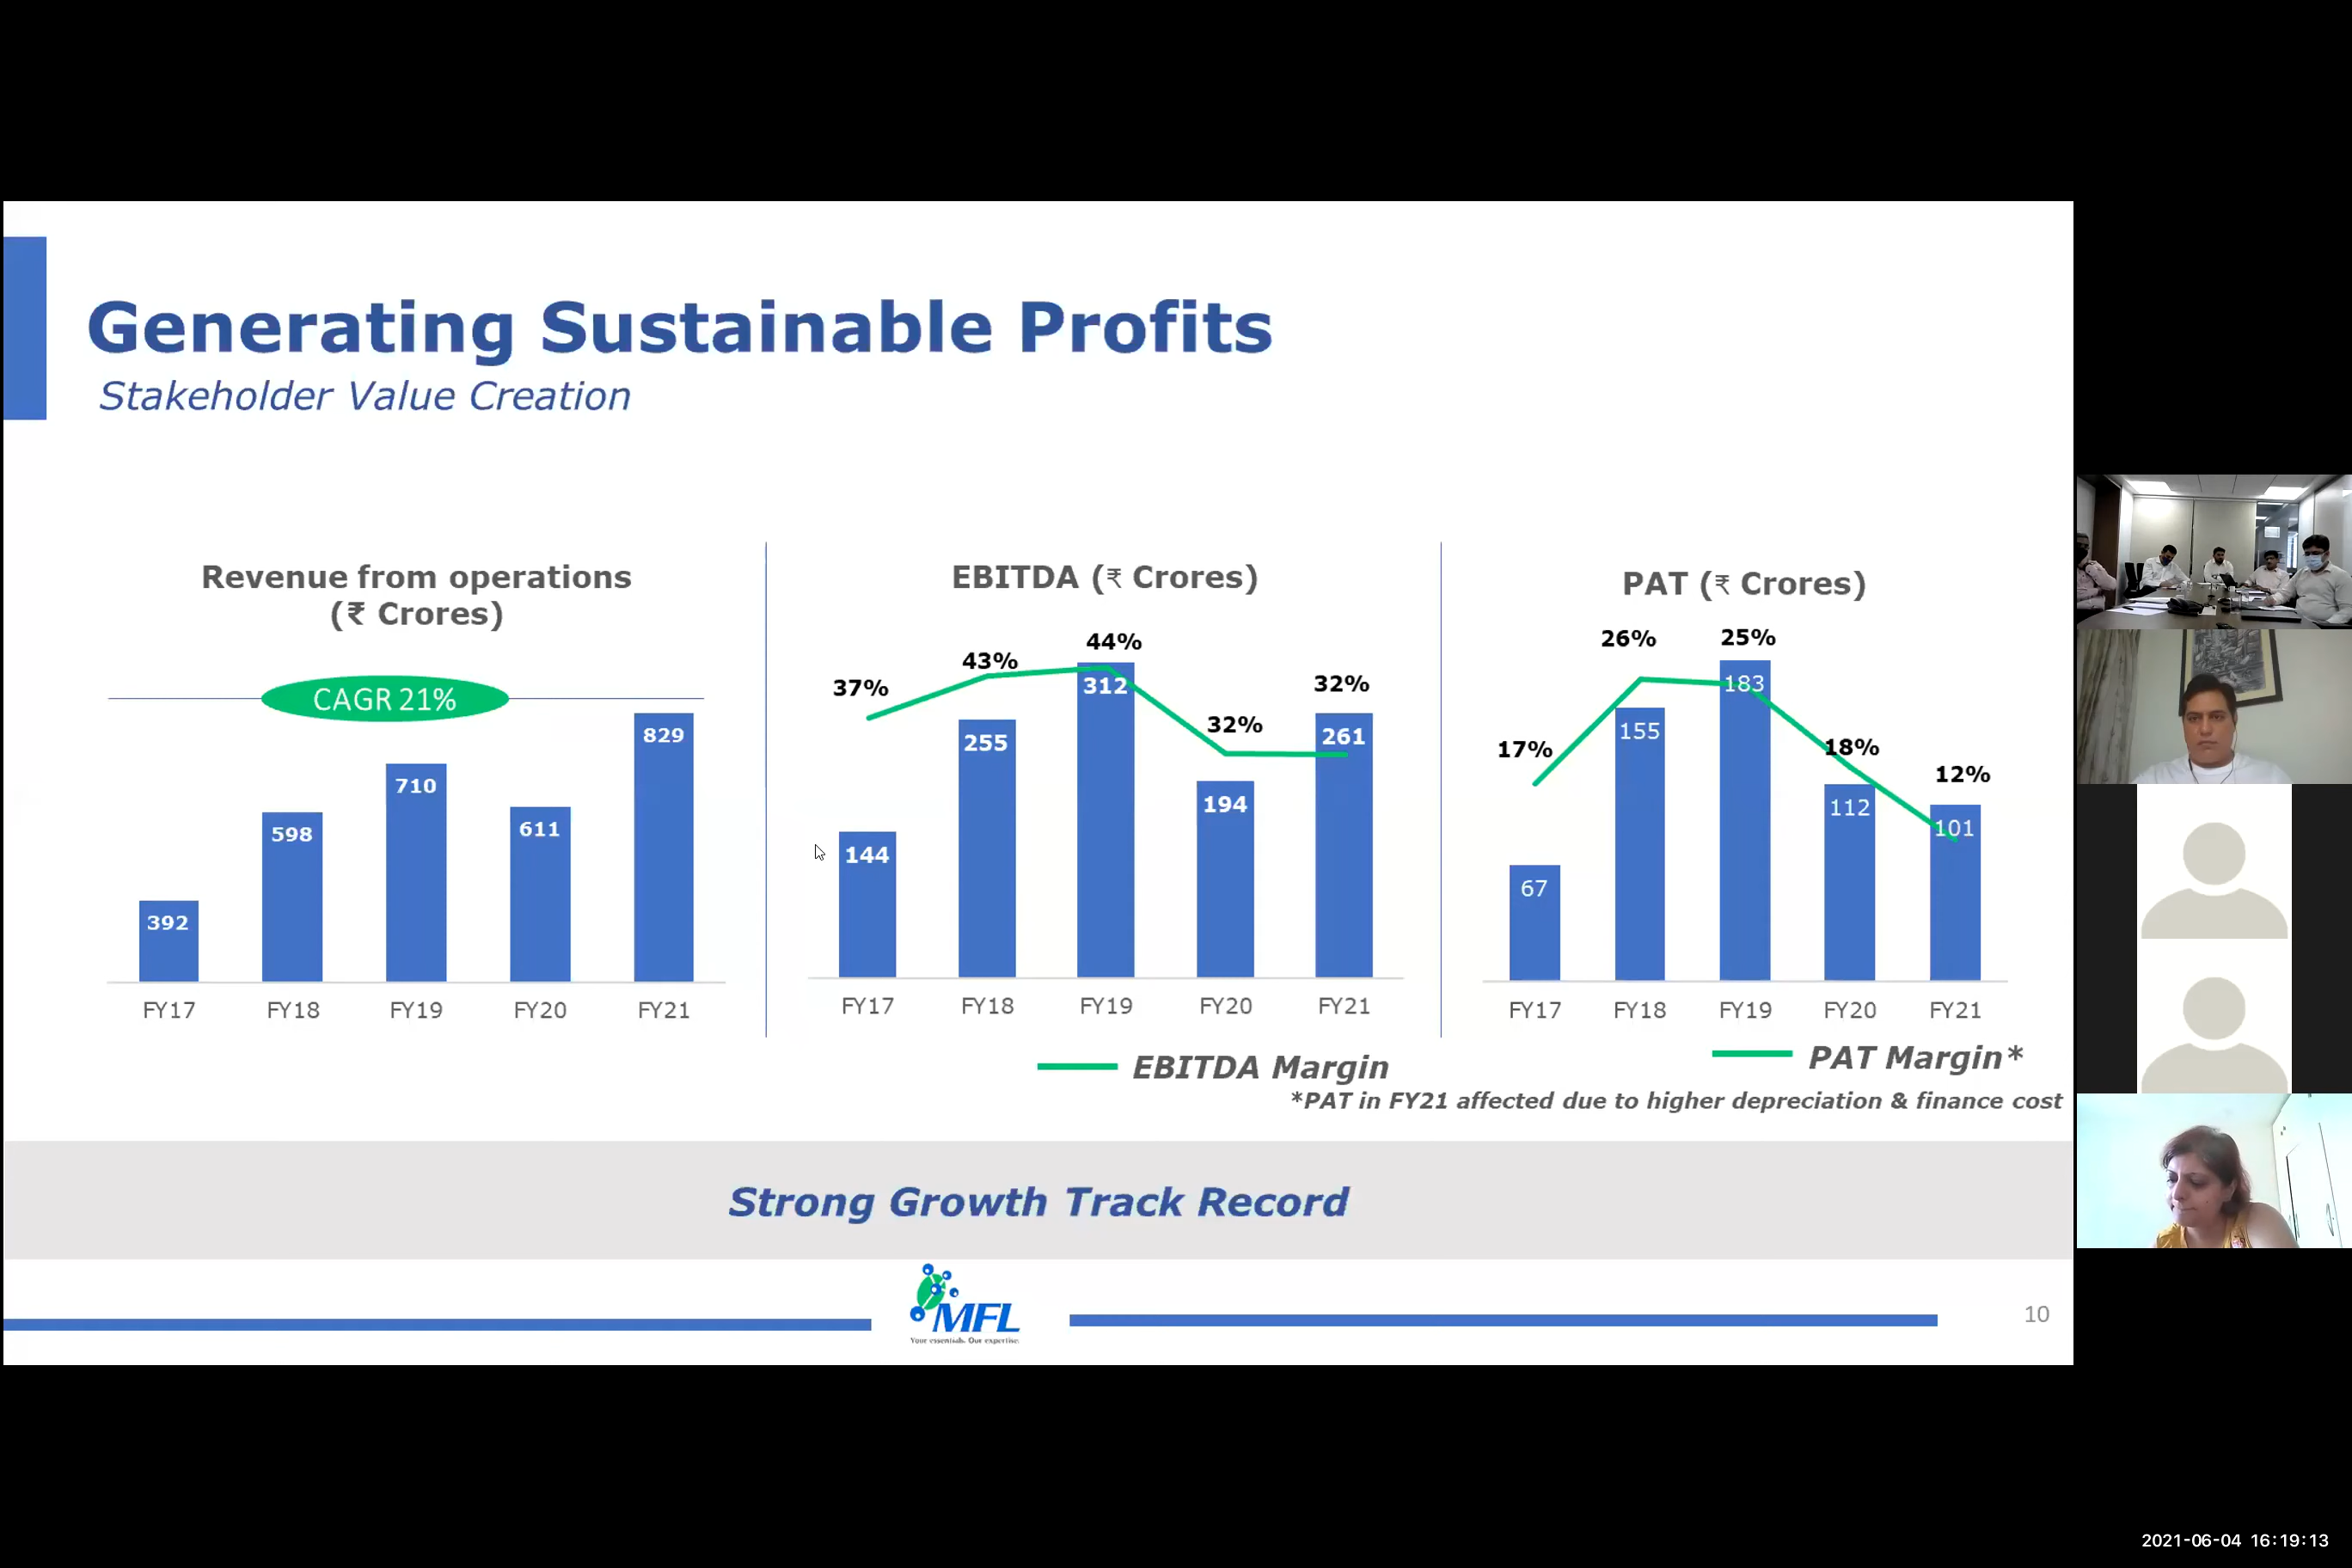 Generating Sustainable Profits
Stakeholder Value Creation
Revenue from operations
(₹ Crores)
CAGR 21%
392
598
710
611
829
FY17
FY18
FY19
FY20
FY21
EBITDA (₹ Crores)
37%
43%
44%
32%
32%
144
255
312
194
261
FY17
FY18
FY19
FY20
FY21
EBITDA Margin
PAT (₹ Crores)
17%
26%
25%
18%
12%
67
155
183
112
101
FY17
FY18
FY19
FY20
FY21
PAT Margin*
*PAT in FY21 affected due to higher depreciation & finance cost
Strong Growth Track Record
MFL
Your essentials. Our expertise.
10
2021-06-04 16:19:13